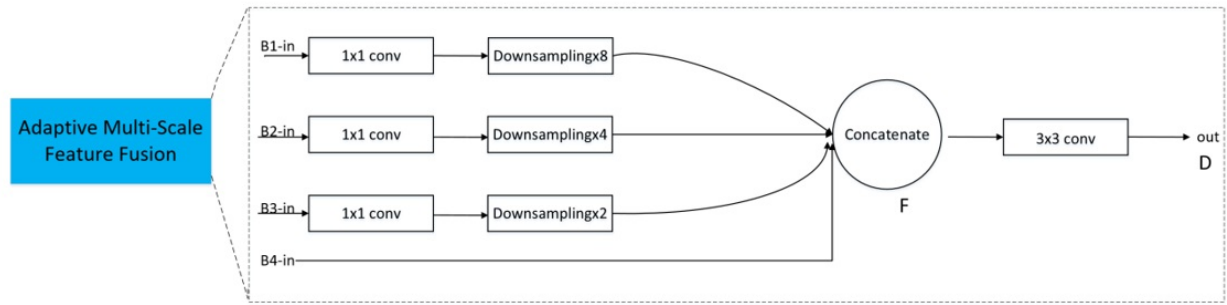 Adaptive Multi-Scale
Feature Fusion
B1-in
1x1 conv
Downsamplingx8
B2-in
1x1 conv
Downsamplingx4
B3-in
1x1 conv
Downsamplingx2
B4-in
Concatenate
F
3x3 conv
out
D